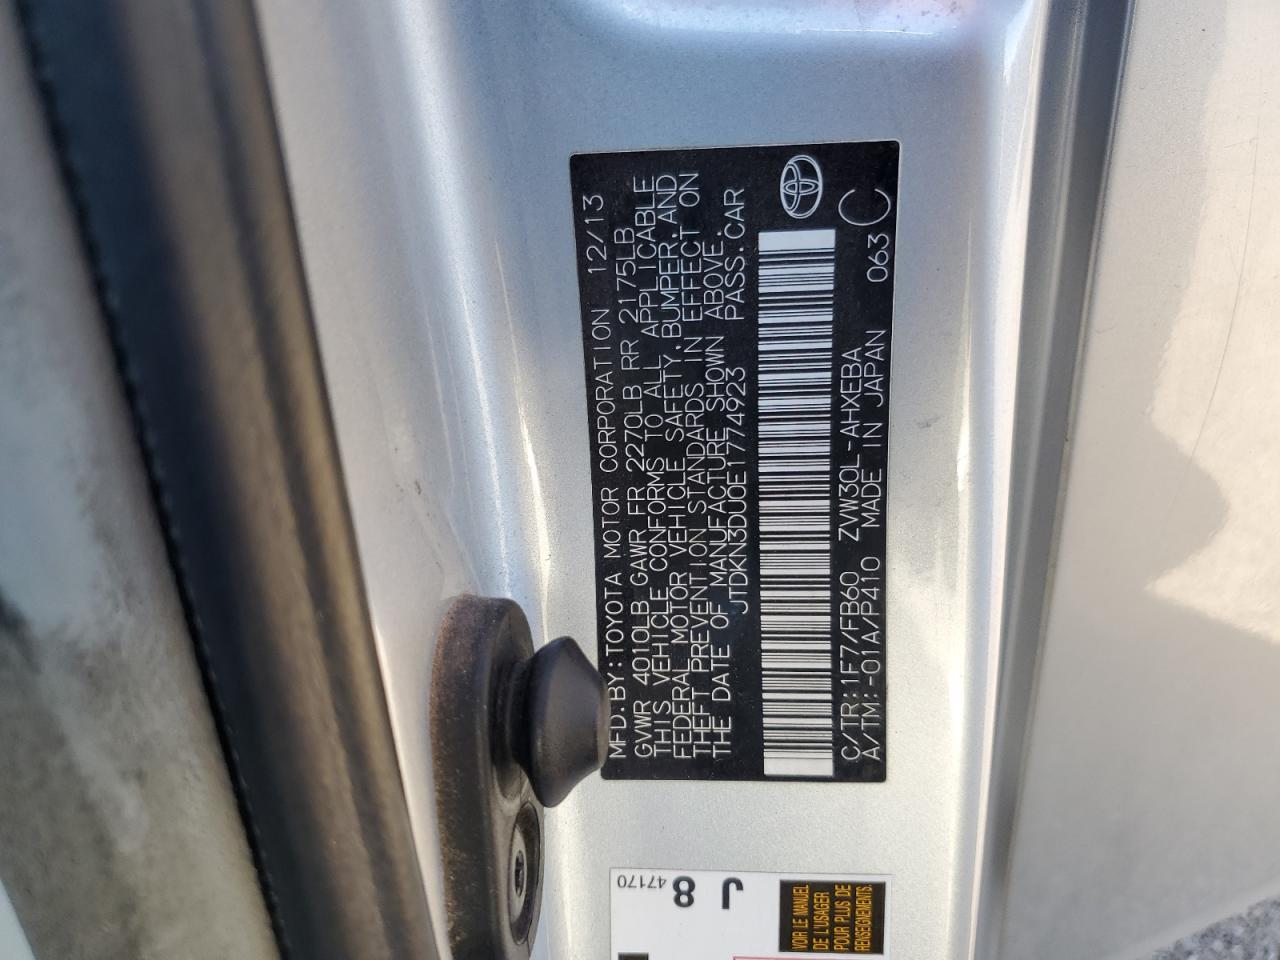 MFD.BY:TOYOTA MOTOR CORPORATION 12/13
GVWR 4010LB GAWR FR 2270LB RR 2175LB
THIS VEHICLE CONFORMS TO ALL APPLICABLE
FEDERAL MOTOR VEHICLE SAFETY,BUMPER,AND
THEFT PREVENTION STANDARDS IN EFFECT ON
THE DATE OF MANUFACTURE SHOWN ABOVE.
JTDKN3DU0E1774923 PASS.CAR
C/TR:1F7/FB60 ZVW30L-AHXEBA
A/TM:-01A/P410 MADE IN JAPAN 063 C
47170
8
J
VOIR LE MANUEL
DE L'USAGER
POUR PLUS DE
RENSEIGNEMENTS.